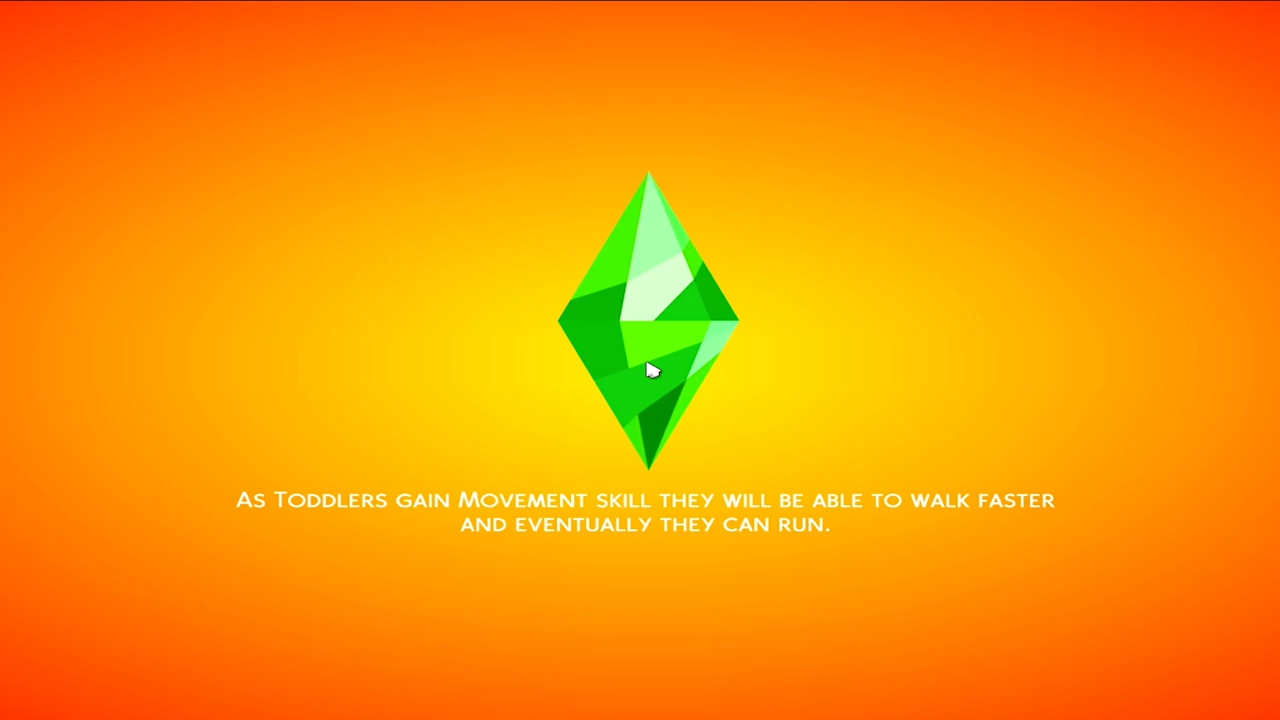 As Toddlers gain Movement skill they will be able to walk faster
and eventually they can run.